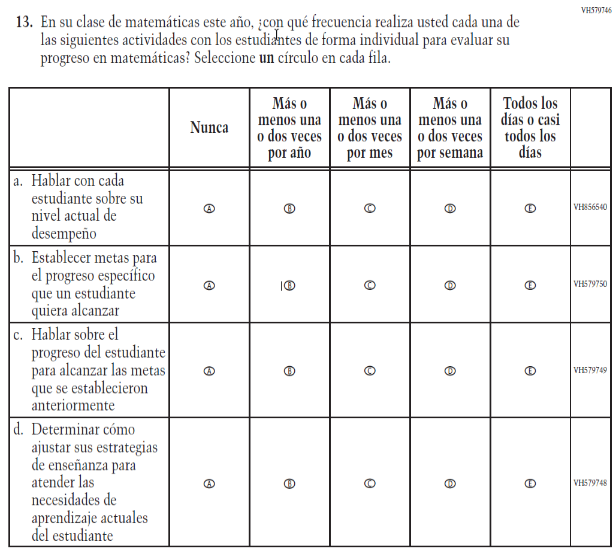 VH579746
13. En su clase de matemáticas este año, ¿con qué frecuencia realiza usted cada una de
las siguientes actividades con los estudiantes de forma individual para evaluar su
progreso en matemáticas? Seleccione un círculo en cada fila.
Nunca
Más o
menos una
o dos veces
por año
Más o
menos una
o dos veces
por mes
Más o
menos una
o dos veces
por semana
Todos los
días o casi
todos los
días
a. Hablar con cada
estudiante sobre su
nivel actual de
desempeño
A B C D E VH856540
b. Establecer metas para
el progreso específico
que un estudiante
quiera alcanzar
A B C D E VH579750
c. Hablar sobre el
progreso del estudiante
para alcanzar las metas
que se establecieron
anteriormente
A B C D E VH579749
d. Determinar cómo
ajustar sus estrategias
de enseñanza para
atender las
necesidades de
aprendizaje actuales
del estudiante
A B C D E VH579748